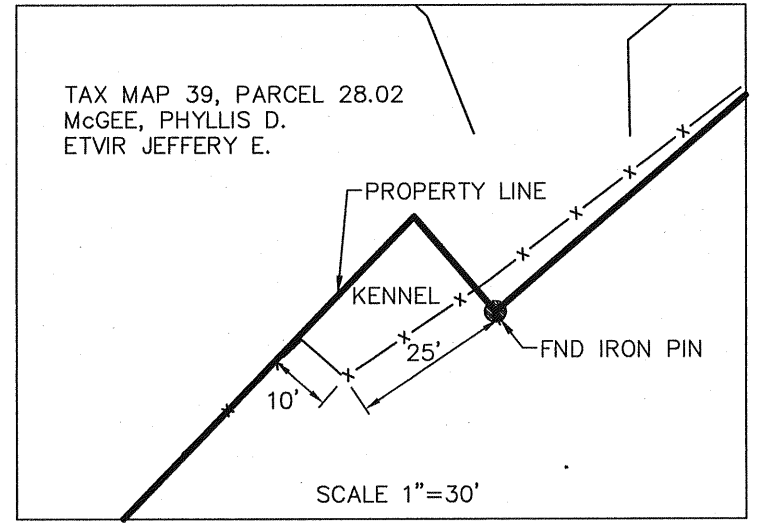 TAX MAP 39, PARCEL 28.02
McGEE, PHYLLIS D.
ETVIR JEFFERY E.
PROPERTY LINE
KENNEL
25'
FND IRON PIN
10'
SCALE 1"=30'